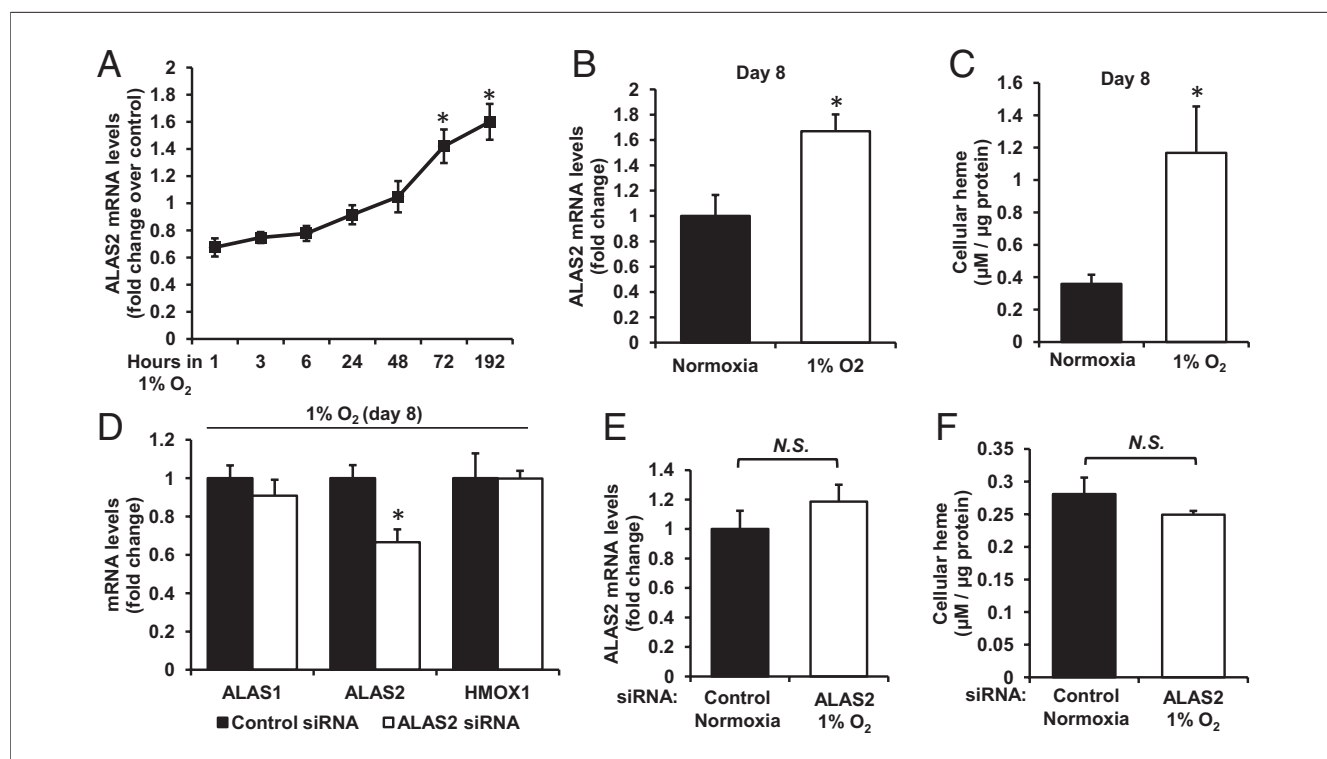 A
ALAS2 mRNA levels
(fold change over control)
2
1.8
1.6
1.4
1.2
1
0.8
0.6
0.4
0.2
0
*
*
Hours in 1 3 6 24 48 72 192
1% O2
B
Day 8
ALAS2 mRNA levels
(fold change)
2
1.8
1.6
1.4
1.2
1
0.8
0.6
0.4
0.2
0
*
Normoxia 1% O2
C
Day 8
Cellular heme
(µM / µg protein)
1.6
1.4
1.2
1
0.8
0.6
0.4
0.2
0
*
Normoxia 1% O2
D
1% O2 (day 8)
mRNA levels
(fold change)
1.2
1
0.8
0.6
0.4
0.2
0
*
ALAS1 ALAS2 HMOX1
Control siRNA ALAS2 siRNA
E
N.S.
ALAS2 mRNA levels
(fold change)
1.4
1.2
1
0.8
0.6
0.4
0.2
0
siRNA: Control ALAS2
Normoxia 1% O2
F
N.S.
Cellular heme
(µM / µg protein)
0.35
0.3
0.25
0.2
0.15
0.1
0.05
0
siRNA: Control ALAS2
Normoxia 1% O2